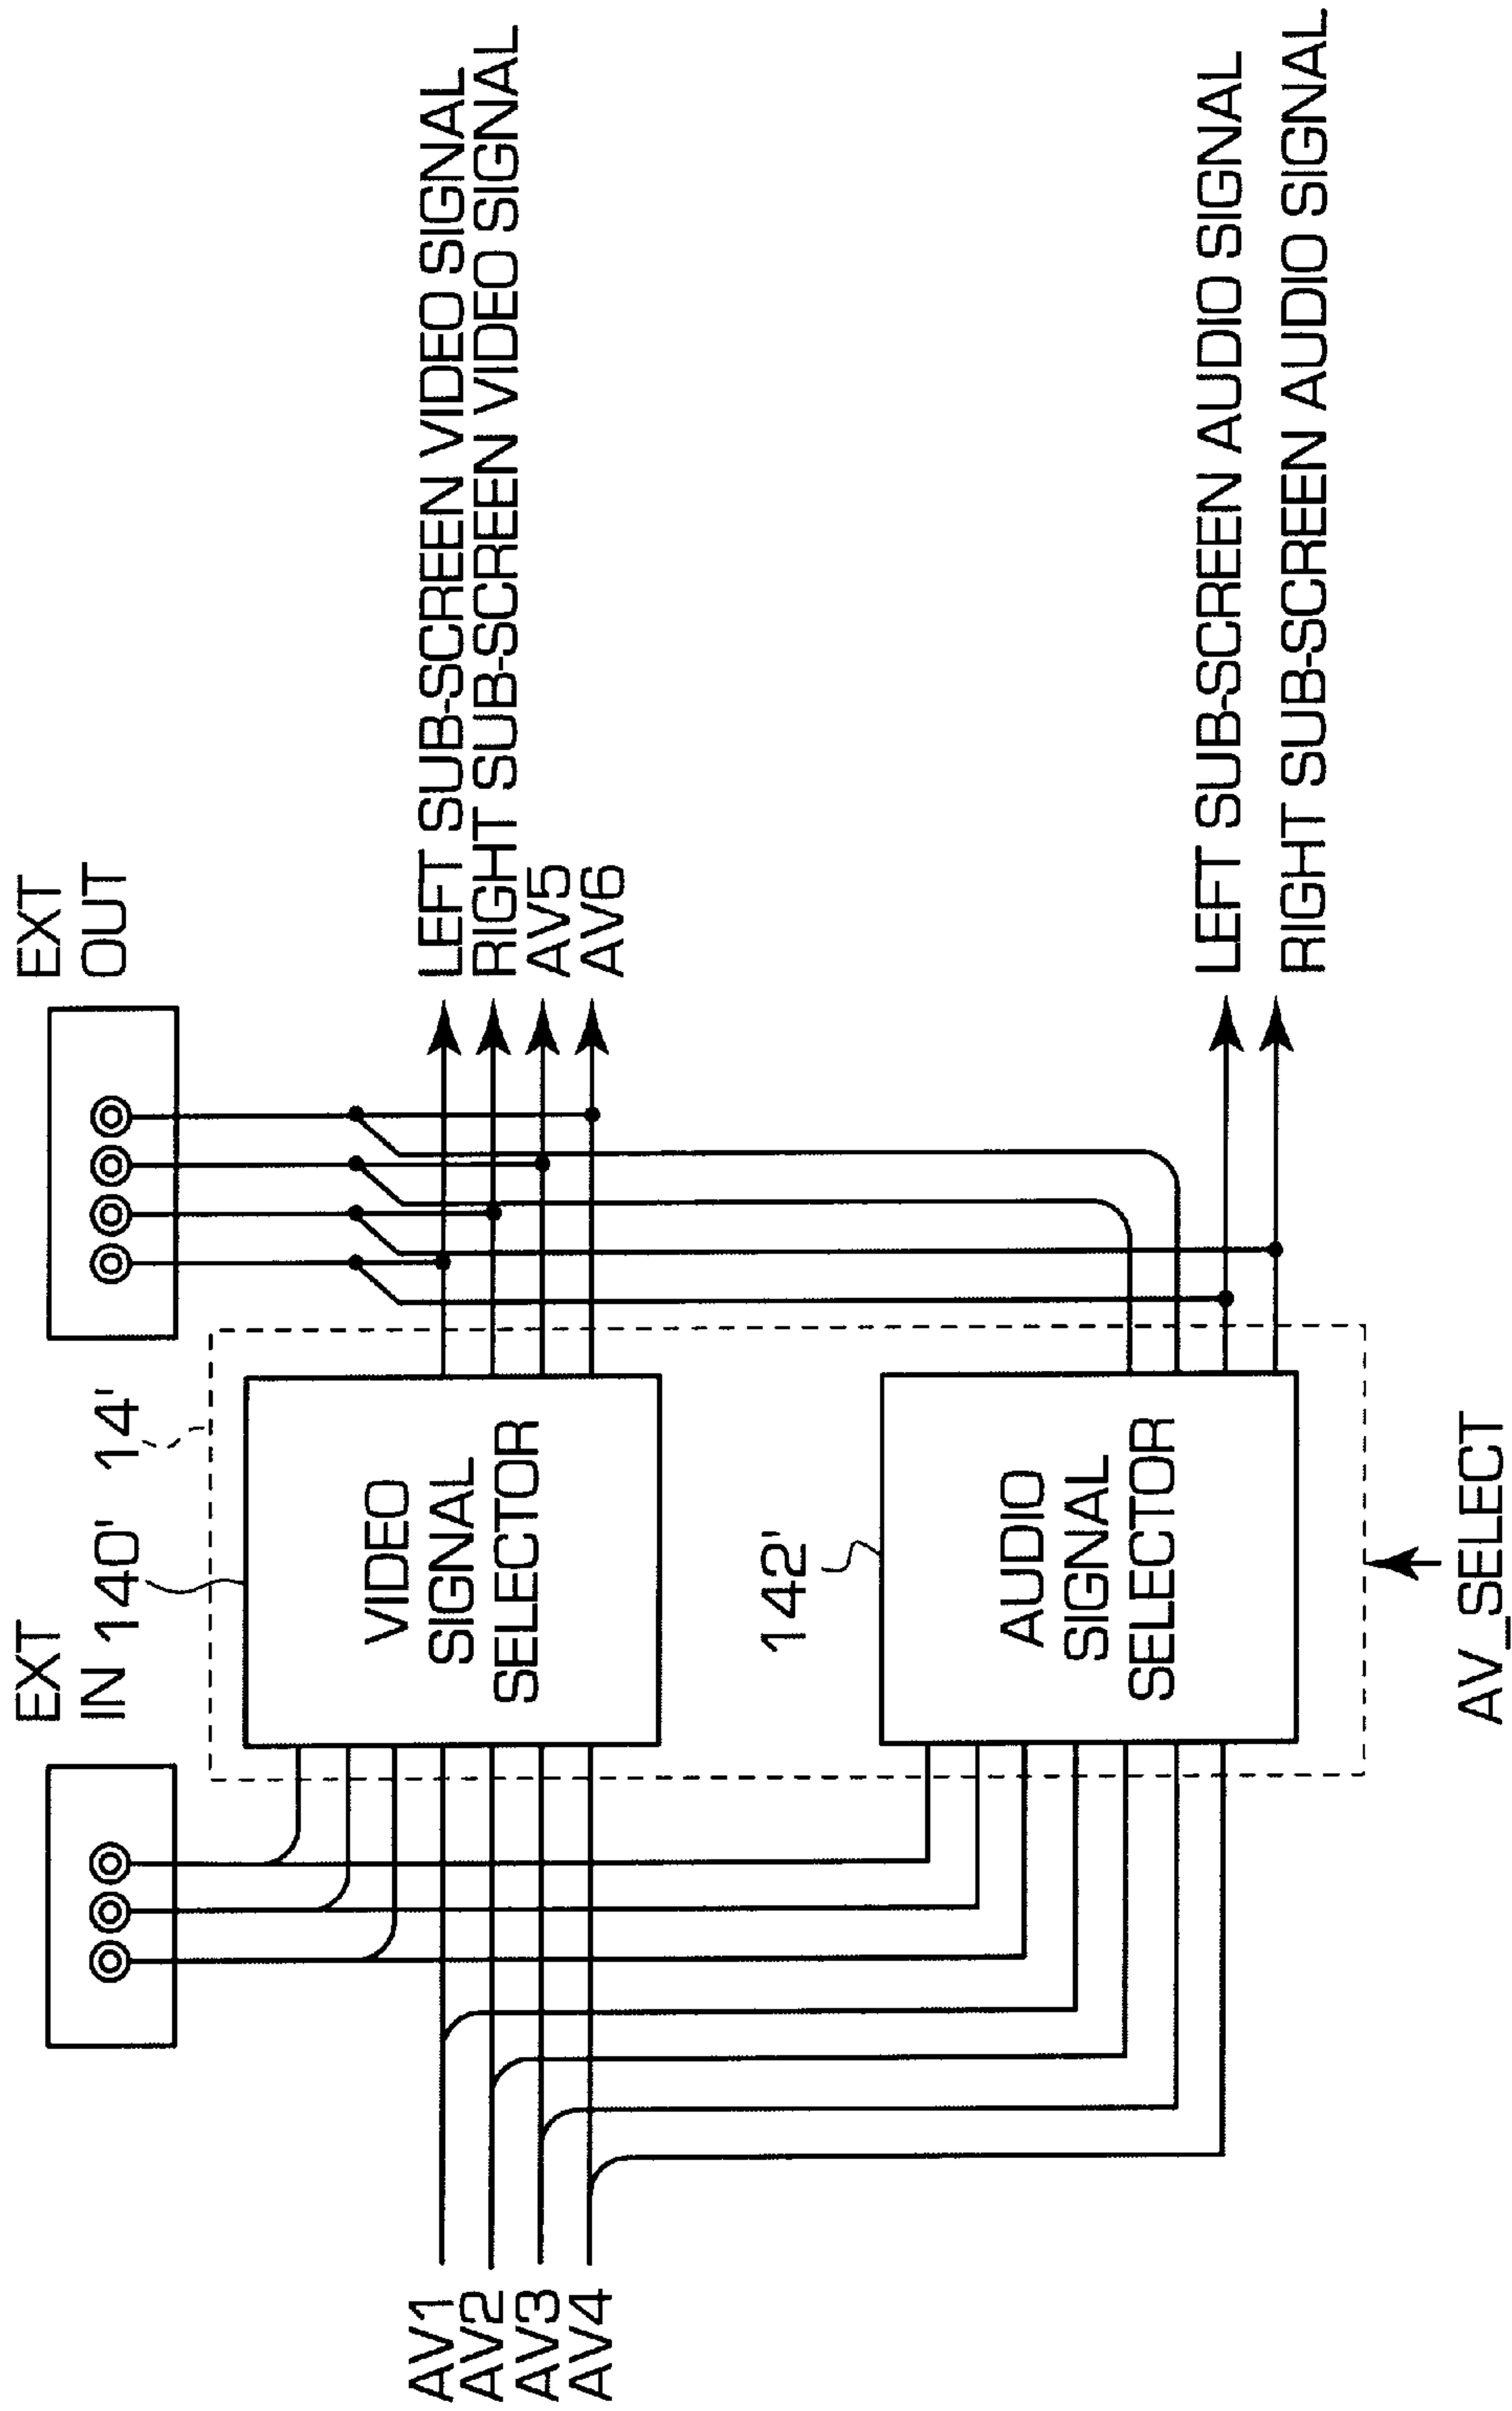 EXT
IN
140'
14'
EXT
OUT
VIDEO
SIGNAL
SELECTOR
LEFT SUB-SCREEN VIDEO SIGNAL
RIGHT SUB-SCREEN VIDEO SIGNAL
AV5
AV6
AV1
AV2
AV3
AV4
142'
AUDIO
SIGNAL
SELECTOR
LEFT SUB-SCREEN AUDIO SIGNAL
RIGHT SUB-SCREEN AUDIO SIGNAL
AV_SELECT